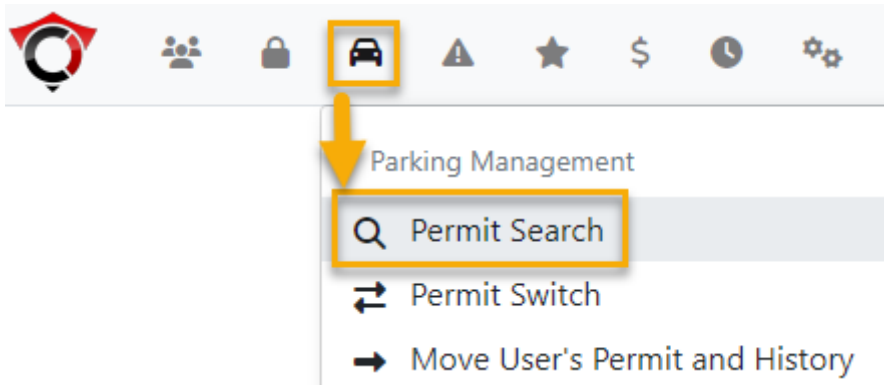 Parking Management
Permit Search
Permit Switch
Move User's Permit and History